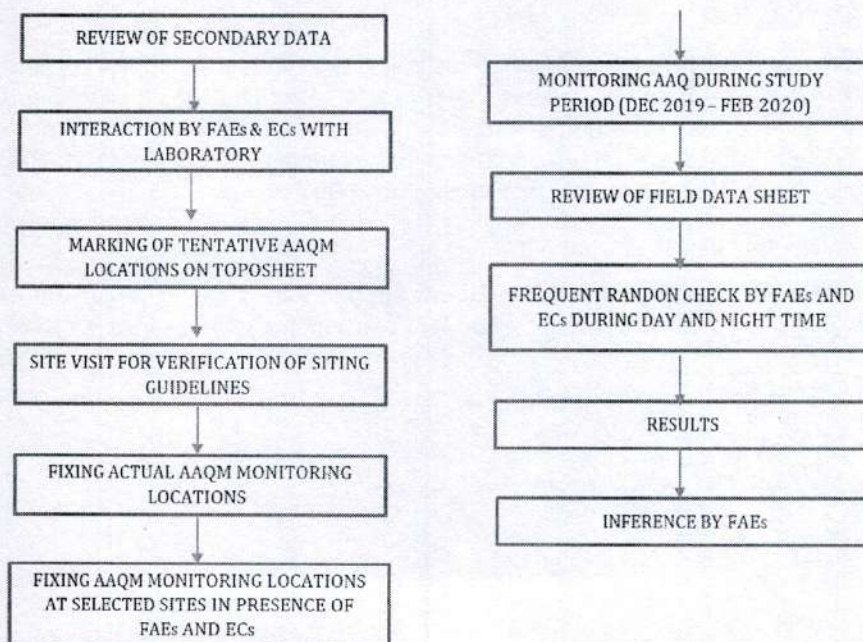 REVIEW OF SECONDARY DATA
INTERACTION BY FAEs & ECs WITH
LABORATORY
MARKING OF TENTATIVE AAQM
LOCATIONS ON TOPOSHEET
SITE VISIT FOR VERIFICATION OF SITING
GUIDELINES
FIXING ACTUAL AAQM MONITORING
LOCATIONS
FIXING AAQM MONITORING LOCATIONS
AT SELECTED SITES IN PRESENCE OF
FAEs AND ECs
MONITORING AAQ DURING STUDY
PERIOD (DEC 2019 – FEB 2020)
REVIEW OF FIELD DATA SHEET
FREQUENT RANDON CHECK BY FAEs AND
ECs DURING DAY AND NIGHT TIME
RESULTS
INFERENCE BY FAEs